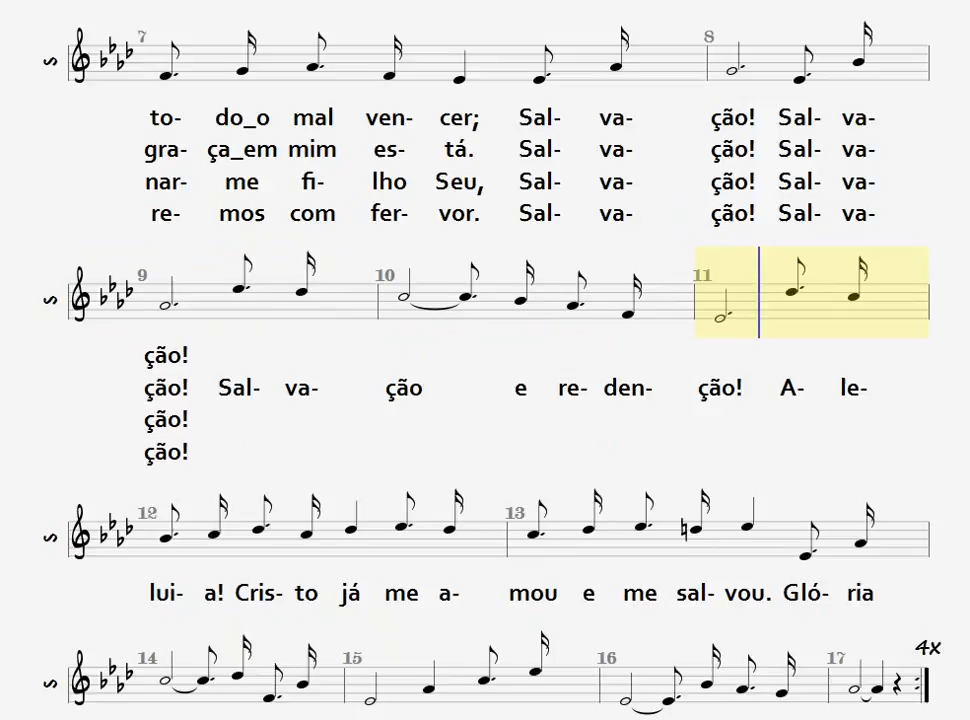 S 7 8
to- do_o mal ven- cer; Sal- va- ção! Sal- va-
gra- ça_em mim es- tá. Sal- va- ção! Sal- va-
nar- me fi- lho Seu, Sal- va- ção! Sal- va-
re- mos com fer- vor. Sal- va- ção! Sal- va-
S 9 10 11
ção!
ção! Sal- va- ção e re- den- ção! A- le-
ção!
ção!
S 12 13
lui- a! Cris- to já me a- mou e me sal- vou. Gló- ria
4x
S 14 15 16 17